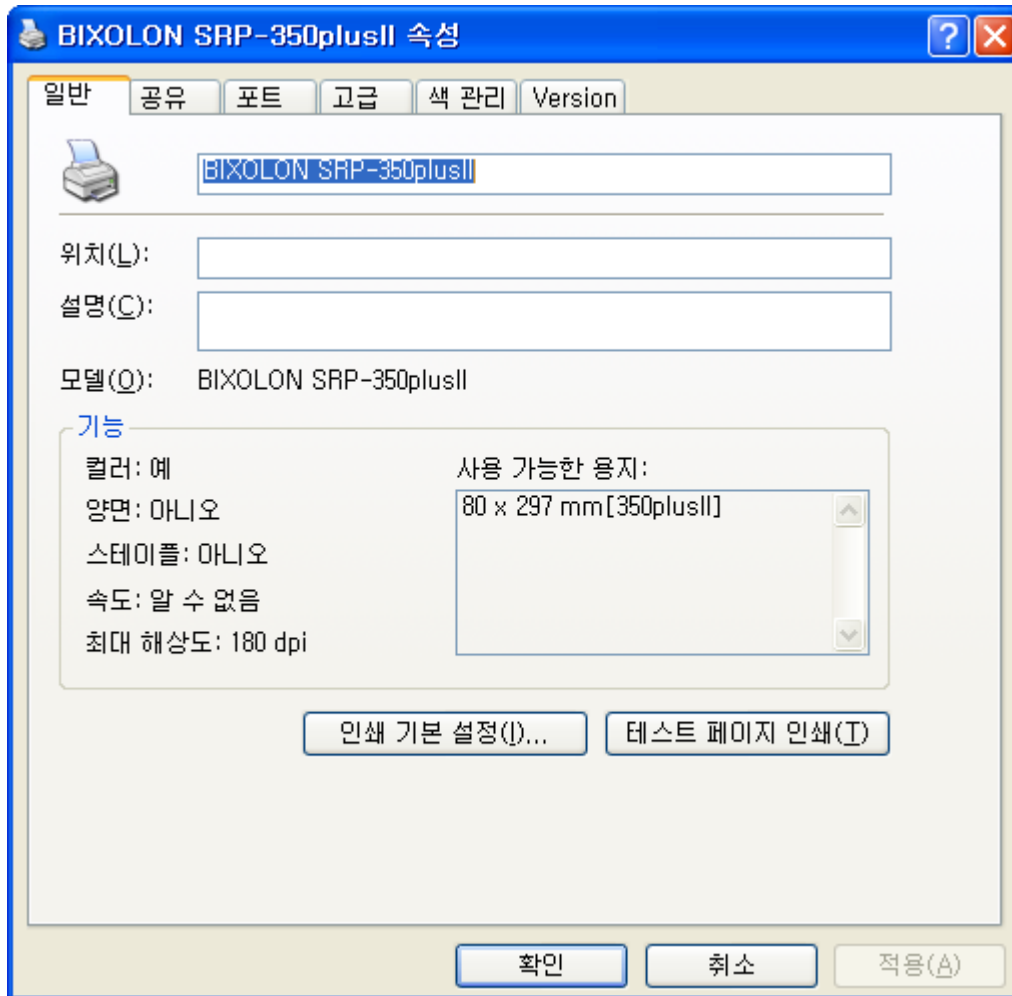 BIXOLON SRP-350plusII 속성
일반 공유 포트 고급 색 관리 Version
BIXOLON SRP-350plusII
위치(L):
설명(C):
모델(O): BIXOLON SRP-350plusII
기능
컬러: 예 사용 가능한 용지:
양면: 아니오 80 x 297 mm[350plusII]
스테이플: 아니오
속도: 알 수 없음
최대 해상도: 180 dpi
인쇄 기본 설정(I)... 테스트 페이지 인쇄(T)
확인 취소 적용(A)